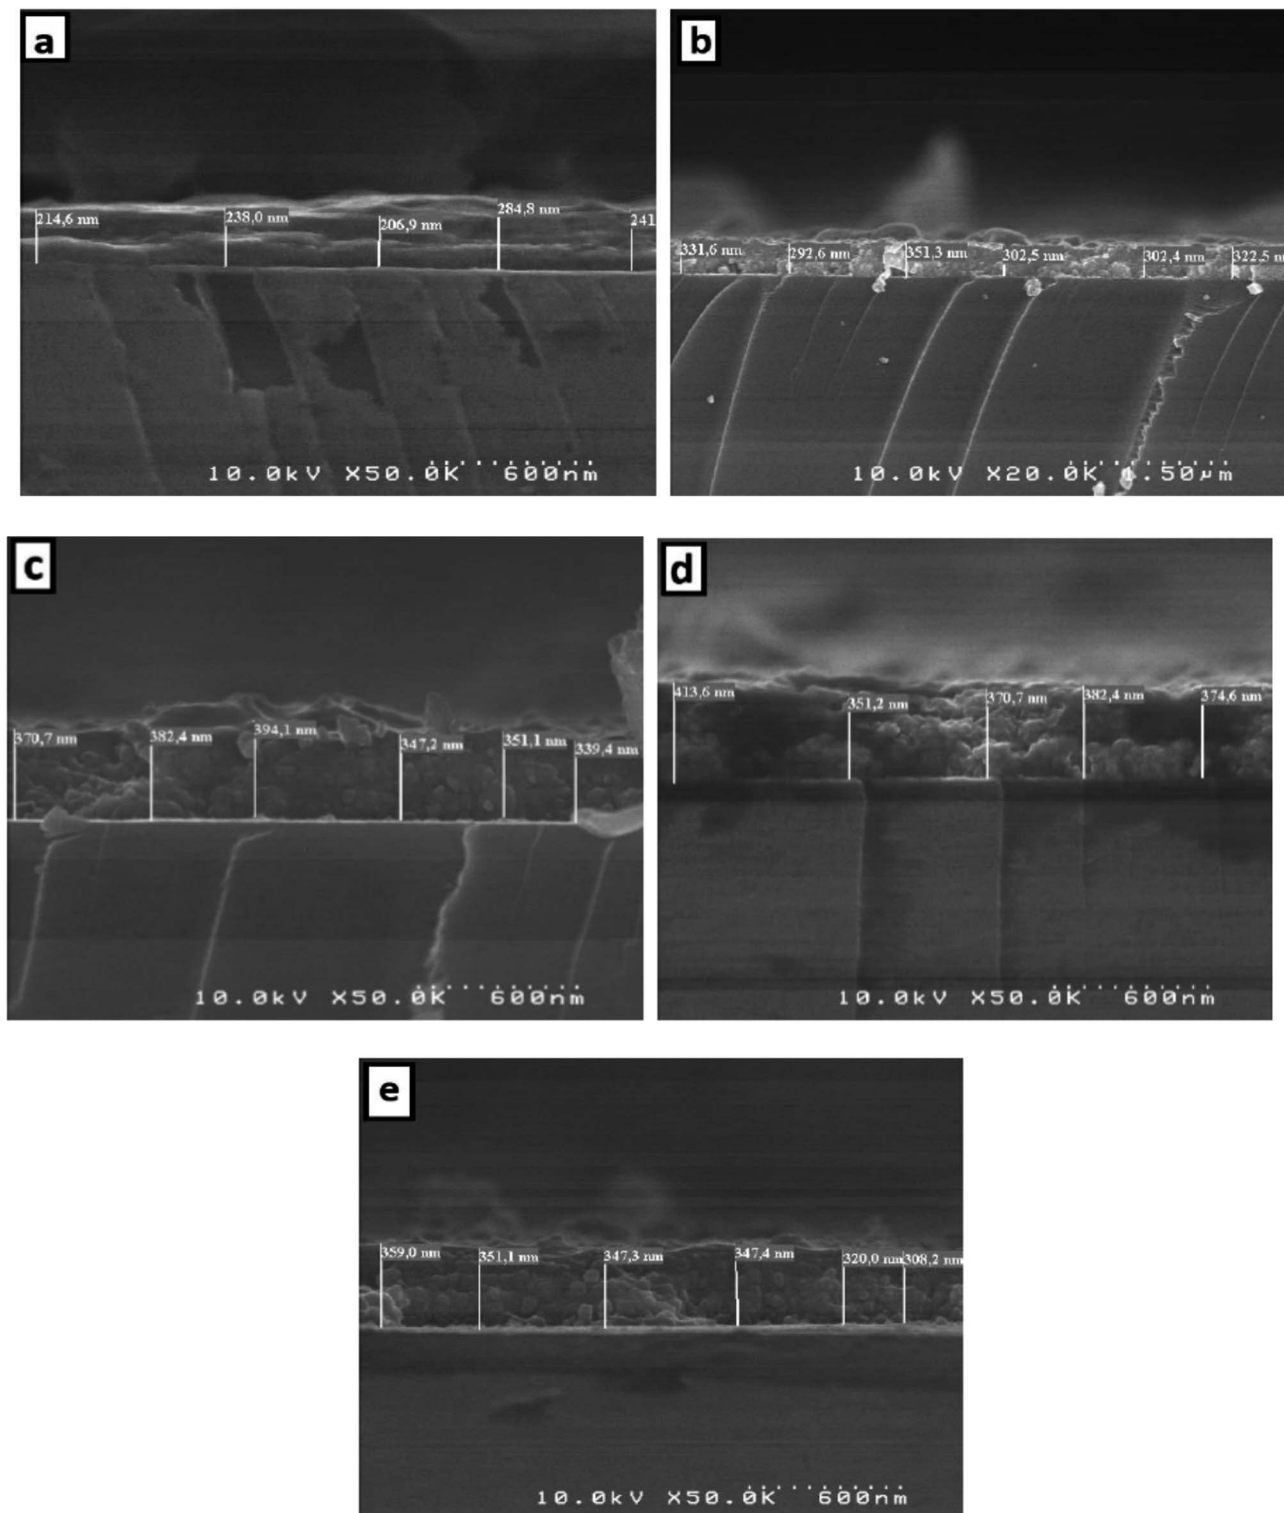 a
214,6 nm
238,0 nm
206,9 nm
284,8 nm
241
10.0kV X50.0K 600nm
b
331,6 nm
292,6 nm
351,3 nm
302,5 nm
302,4 nm
322,5 n
10.0kV X20.0K 1.50µm
c
370,7 nm
382,4 nm
394,1 nm
347,2 nm
351,1 nm
339,4 nm
10.0kV X50.0K 600nm
d
413,6 nm
351,2 nm
370,7 nm
382,4 nm
374,6 nm
10.0kV X50.0K 600nm
e
359,0 nm
351,1 nm
347,3 nm
347,4 nm
320,0 nm
308,2 nm
10.0kV X50.0K 600nm